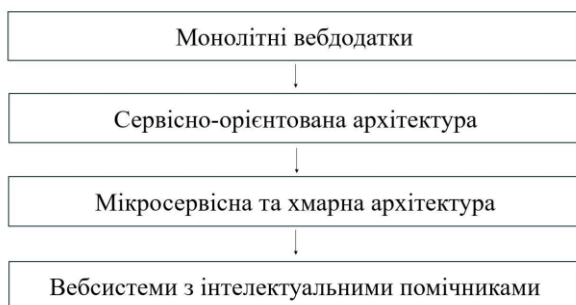 Монолітні вебдодатки
Сервісно-орієнтована архітектура
Мікросервісна та хмарна архітектура
Вебсистеми з інтелектуальними помічниками